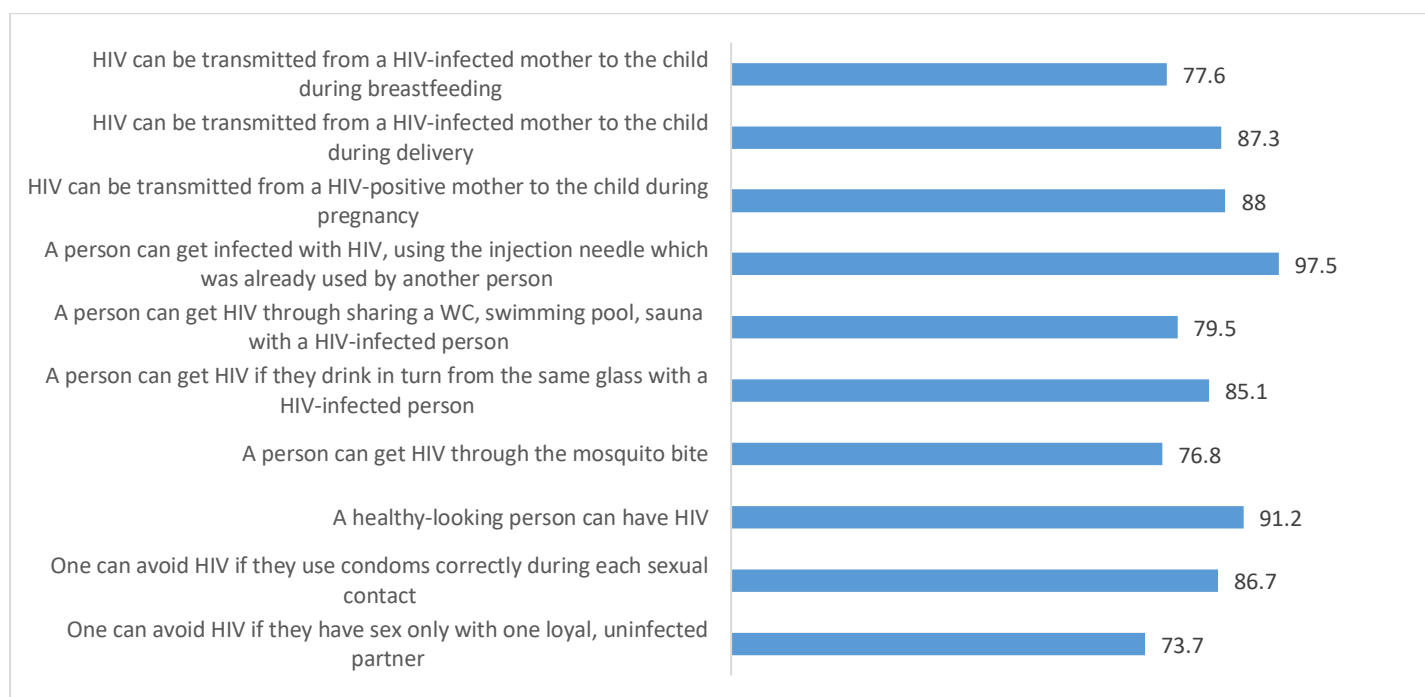 HIV can be transmitted from a HIV-infected mother to the child
during breastfeeding
77.6
HIV can be transmitted from a HIV-infected mother to the child
during delivery
87.3
HIV can be transmitted from a HIV-positive mother to the child during
pregnancy
88
A person can get infected with HIV, using the injection needle which
was already used by another person
97.5
A person can get HIV through sharing a WC, swimming pool, sauna
with a HIV-infected person
79.5
A person can get HIV if they drink in turn from the same glass with a
HIV-infected person
85.1
A person can get HIV through the mosquito bite
76.8
A healthy-looking person can have HIV
91.2
One can avoid HIV if they use condoms correctly during each sexual
contact
86.7
One can avoid HIV if they have sex only with one loyal, uninfected
partner
73.7